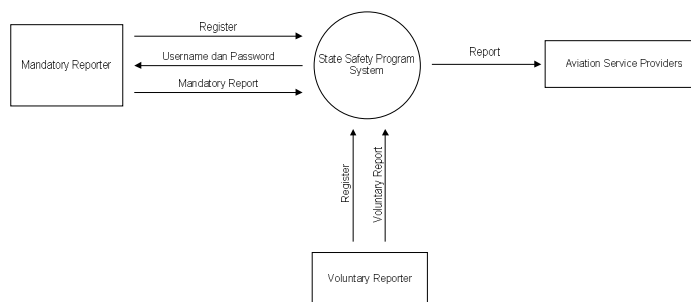 Register
Mandatory Reporter
Username dan Password
Mandatory Report
State Safety Program
System
Report
Aviation Service Providers
Register
Voluntary Report
Voluntary Reporter